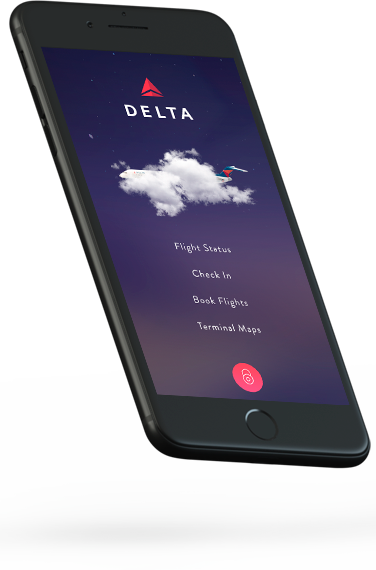 DELTA
Flight Status
Check In
Book Flights
Terminal Maps